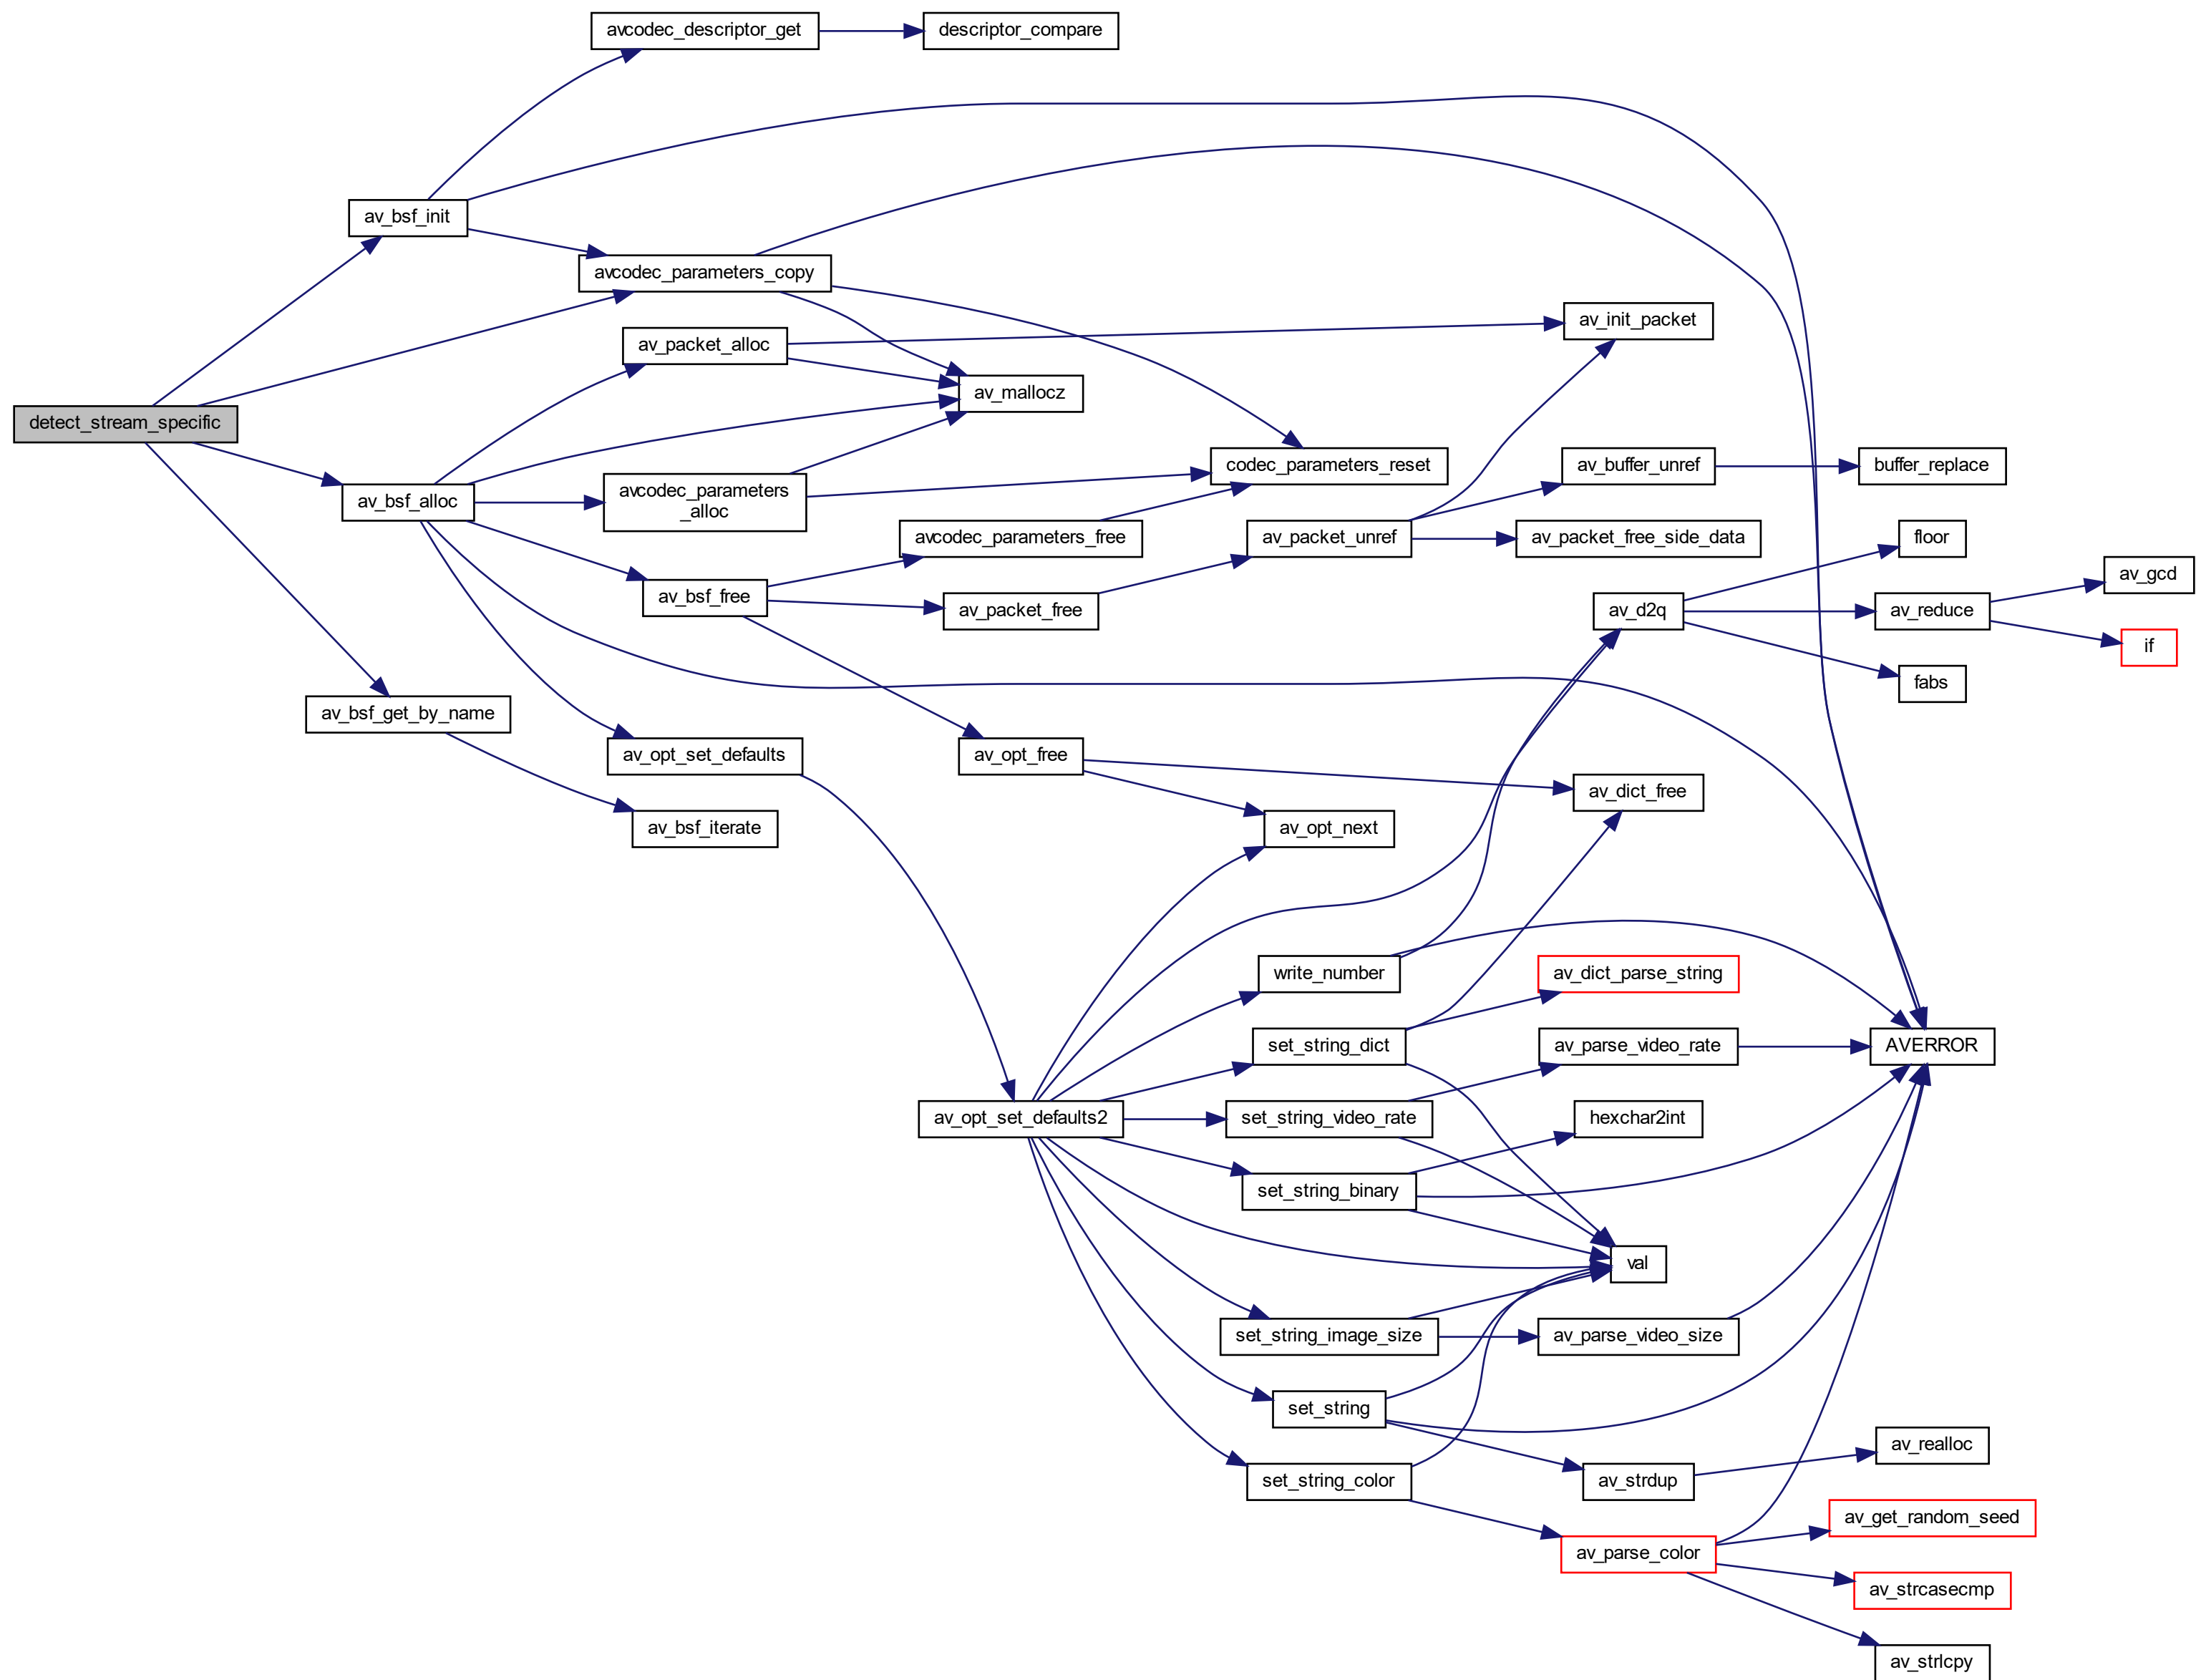 avcodec_descriptor_get
descriptor_compare
av_bsf_init
avcodec_parameters_copy
av_init_packet
av_packet_alloc
av_mallocz
detect_stream_specific
codec_parameters_reset
av_buffer_unref
buffer_replace
avcodec_parameters
_alloc
av_bsf_alloc
avcodec_parameters_free
av_packet_unref
av_packet_free_side_data
floor
av_gcd
av_bsf_free
av_packet_free
av_d2q
av_reduce
if
fabs
av_bsf_get_by_name
av_opt_set_defaults
av_opt_free
av_dict_free
av_bsf_iterate
av_opt_next
write_number
av_dict_parse_string
set_string_dict
av_parse_video_rate
AVERROR
av_opt_set_defaults2
set_string_video_rate
hexchar2int
set_string_binary
val
set_string_image_size
av_parse_video_size
set_string
av_realloc
set_string_color
av_strdup
av_get_random_seed
av_parse_color
av_strcasecmp
av_strlcpy